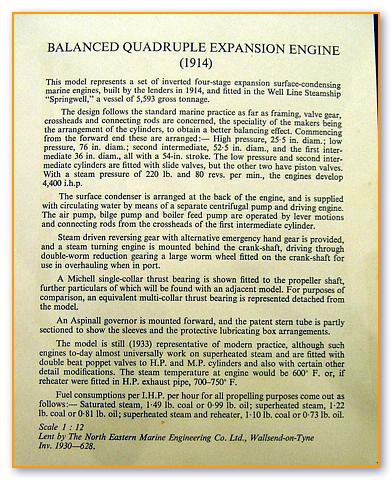 BALANCED QUADRUPLE EXPANSION ENGINE
(1914)
This model represents a set of inverted four-stage expansion surface-condensing
marine engines, built by the lenders in 1914, and fitted in the Well Line Steamship
"Springwell," a vessel of 5,593 gross tonnage.
The design follows the standard marine practice as far as framing, valve gear,
crossheads and connecting rods are concerned, the speciality of the makers being
the arrangement of the cylinders, to obtain a better balancing effect. Commencing
from the forward end these are arranged:— High pressure, 25·5 in. diam.; low
pressure, 76 in. diam.; second intermediate, 52·5 in. diam., and the first inter-
mediate 36 in. diam., all with a 54-in. stroke. The low pressure and second inter-
mediate cylinders are fitted with slide valves, but the other two have piston valves.
With a steam pressure of 220 lb. and 80 revs. per min., the engines develop
4,400 i.h.p.
The surface condenser is arranged at the back of the engine, and is supplied
with circulating water by means of a separate centrifugal pump and driving engine.
The air pump, bilge pump and boiler feed pump are operated by lever motions
and connecting rods from the crossheads of the first intermediate cylinder.
Steam driven reversing gear with alternative emergency hand gear is provided,
and a steam turning engine is mounted behind the crank-shaft, driving through
double-worm reduction gearing a large worm wheel fitted on the crank-shaft for
use in overhauling when in port.
A Michell single-collar thrust bearing is shown fitted to the propeller shaft,
further particulars of which will be found with an adjacent model. For purposes of
comparison, an equivalent multi-collar thrust bearing is represented detached from
the model.
An Aspinall governor is mounted forward, and the patent stern tube is partly
sectioned to show the sleeves and the protective lubricating box arrangements.
The model is still (1933) representative of modern practice, although such
engines to-day almost universally work on superheated steam and are fitted with
double beat poppet valves to H.P. and M.P. cylinders and also with certain other
detail modifications. The steam temperature at engine would be 600° F. or, if
reheater were fitted in H.P. exhaust pipe, 700-750° F.
Fuel consumptions per I.H.P. per hour for all propelling purposes come out as
follows:— Saturated steam, 1·49 lb. coal or 0·99 lb. oil; superheated steam, 1·22
lb. coal or 0·81 lb. oil; superheated steam and reheater, 1·10 lb. coal or 0·73 lb. oil.
Scale 1 : 12
Lent by The North Eastern Marine Engineering Co. Ltd., Wallsend-on-Tyne
Inv. 1930—628.